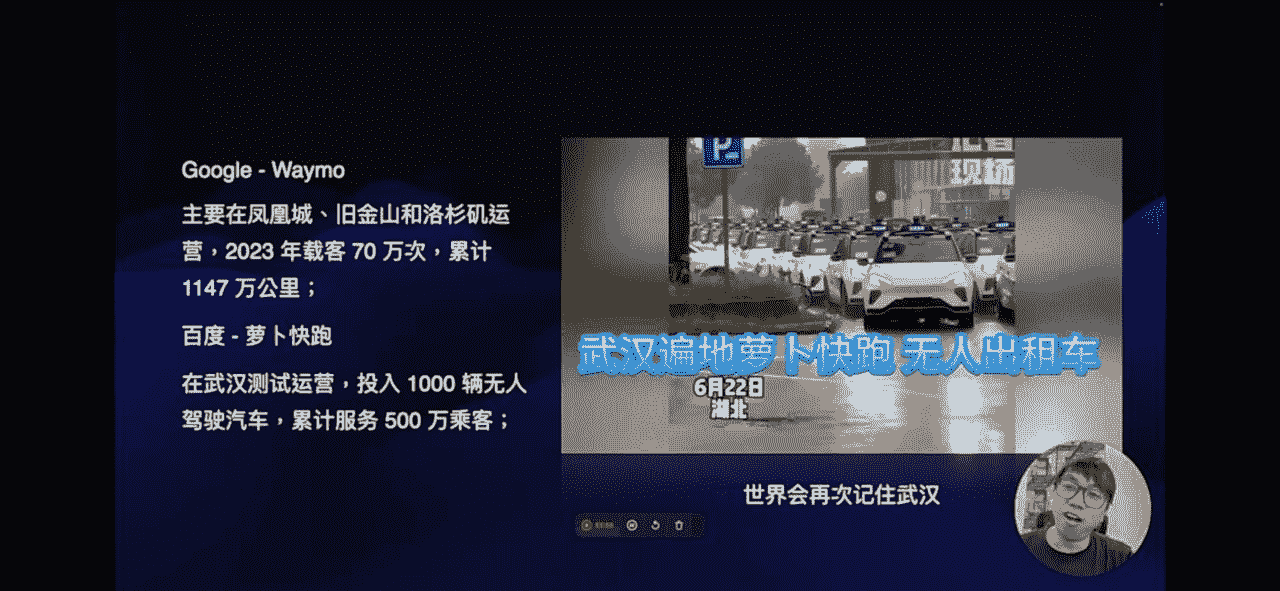 Google - Waymo
主要在凤凰城、旧金山和洛杉矶运
营，2023 年载客 70 万次，累计
1147 万公里；
百度 - 萝卜快跑
在武汉测试运营，投入 1000 辆无人
驾驶汽车，累计服务 500 万乘客；
P
现场
武汉遍地萝卜快跑 无人出租车
6月22日
湖北
世界会再次记住武汉